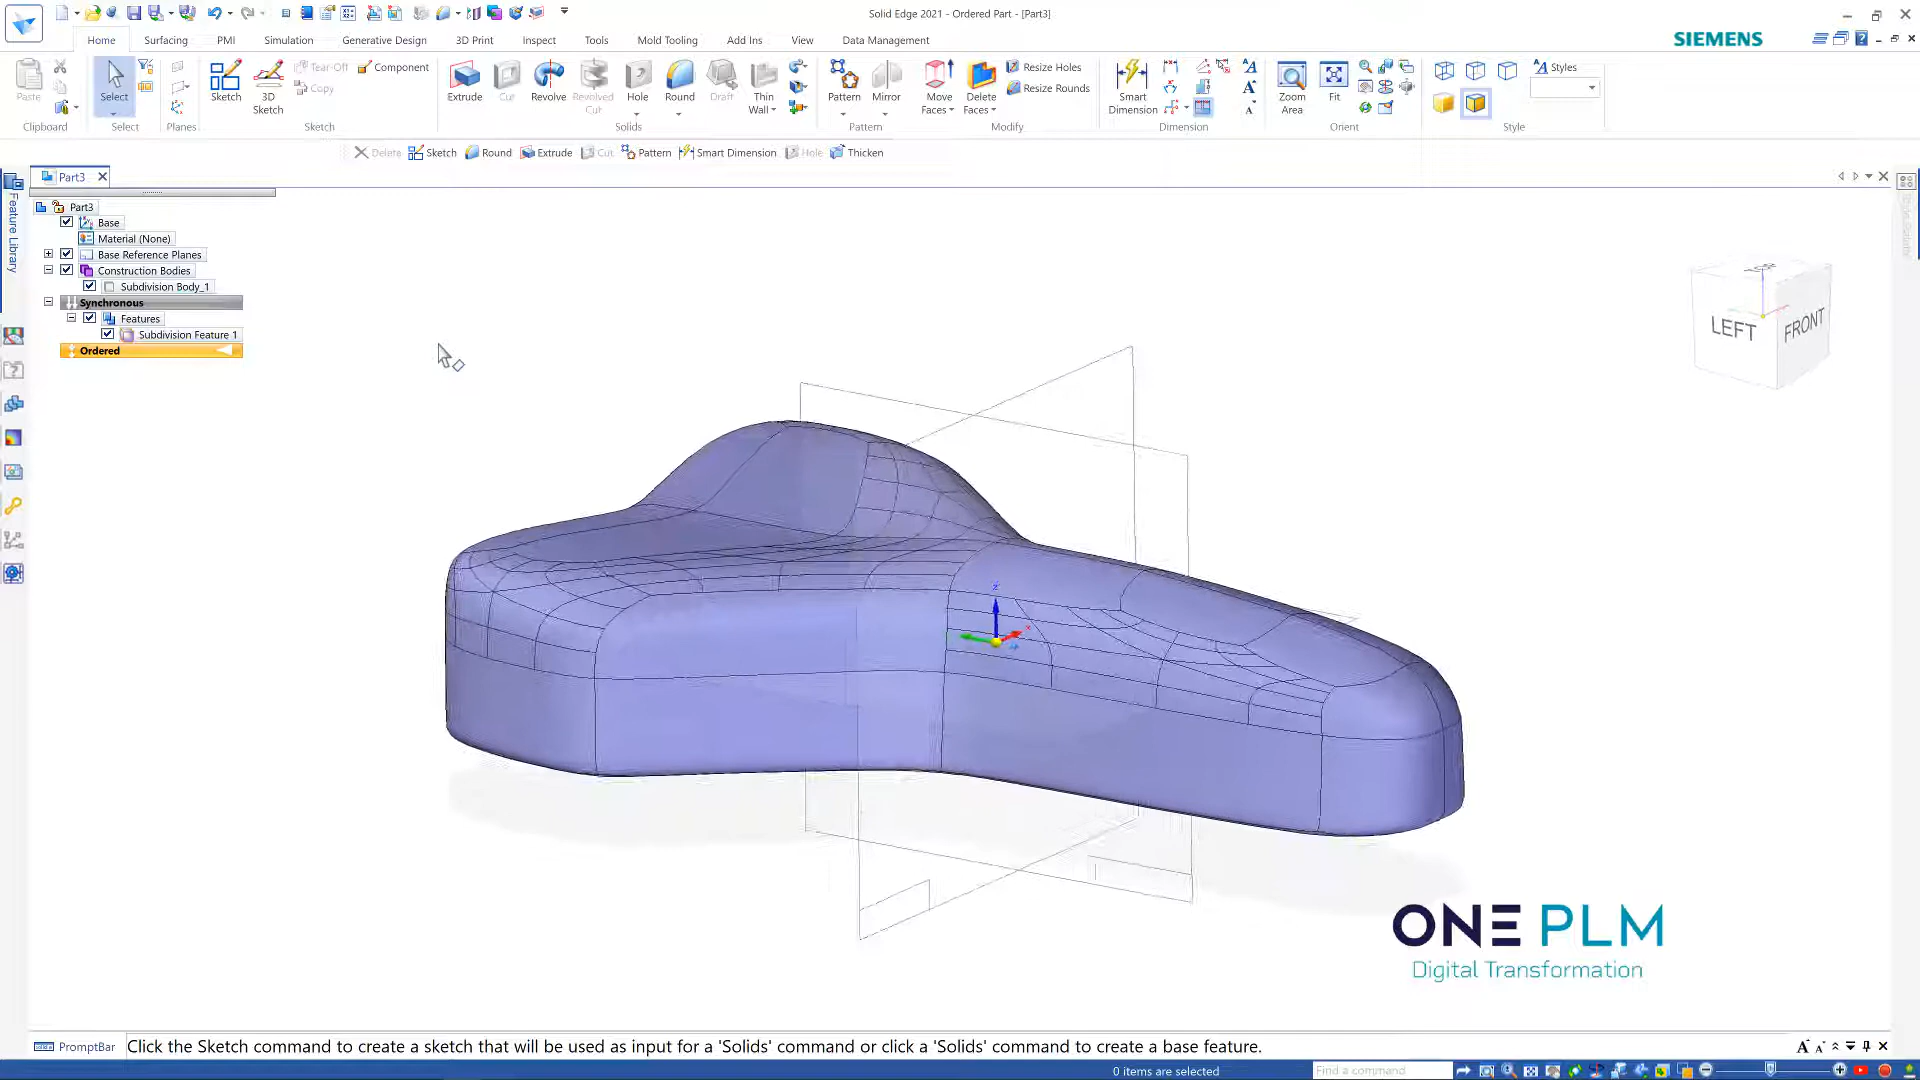 Solid Edge 2021 - Ordered Part - [Part3]
Home Surfacing PMI Simulation Generative Design 3D Print Inspect Tools Mold Tooling Add Ins View Data Management
SIEMENS
Paste
Clipboard
Select
Select
Planes
Sketch
3D Sketch
Tear-Off
Copy
Component
Sketch
Extrude
Cut
Revolve
Revolved Cut
Hole
Round
Draft
Thin Wall
Solids
Pattern
Mirror
Pattern
Move Faces
Delete Faces
Resize Holes
Resize Rounds
Modify
Smart Dimension
Dimension
Zoom Area
Fit
Orient
Styles
Style
Delete Sketch Round Extrude Cut Pattern Smart Dimension Hole Thicken
Part3
Feature Library
Part3
Base
Material (None)
Base Reference Planes
Construction Bodies
Subdivision Body_1
Synchronous
Features
Subdivision Feature 1
Ordered
LEFT
FRONT
z
x
ONE PLM
Digital Transformation
PromptBar
Click the Sketch command to create a sketch that will be used as input for a 'Solids' command or click a 'Solids' command to create a base feature.
0 items are selected
Find a command